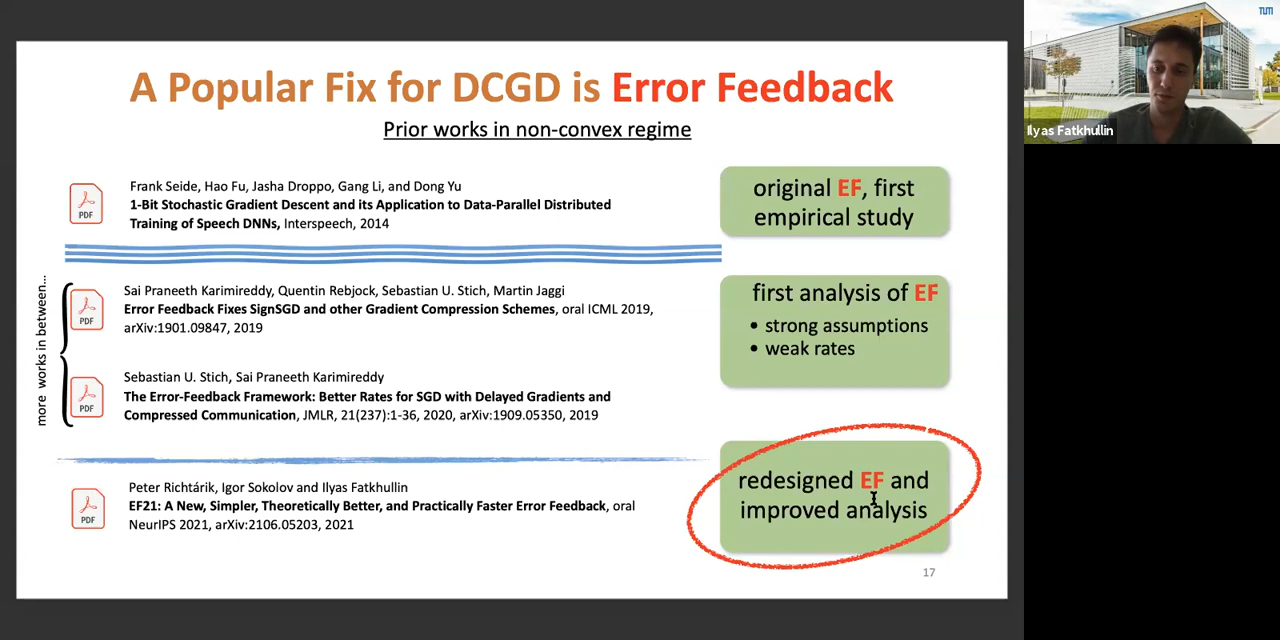 A Popular Fix for DCGD is Error Feedback
Prior works in non-convex regime
PDF
Frank Seide, Hao Fu, Jasha Droppo, Gang Li, and Dong Yu
1-Bit Stochastic Gradient Descent and its Application to Data-Parallel Distributed
Training of Speech DNNs, Interspeech, 2014
original EF, first
empirical study
more works in between...
PDF
Sai Praneeth Karimireddy, Quentin Rebjock, Sebastian U. Stich, Martin Jaggi
Error Feedback Fixes SignSGD and other Gradient Compression Schemes, oral ICML 2019,
arXiv:1901.09847, 2019
first analysis of EF
• strong assumptions
• weak rates
PDF
Sebastian U. Stich, Sai Praneeth Karimireddy
The Error-Feedback Framework: Better Rates for SGD with Delayed Gradients and
Compressed Communication, JMLR, 21(237):1-36, 2020, arXiv:1909.05350, 2019
PDF
Peter Richtárik, Igor Sokolov and Ilyas Fatkhullin
EF21: A New, Simpler, Theoretically Better, and Practically Faster Error Feedback, oral
NeurIPS 2021, arXiv:2106.05203, 2021
redesigned EF and
improved analysis
17
TUM
Ilyas Fatkhullin